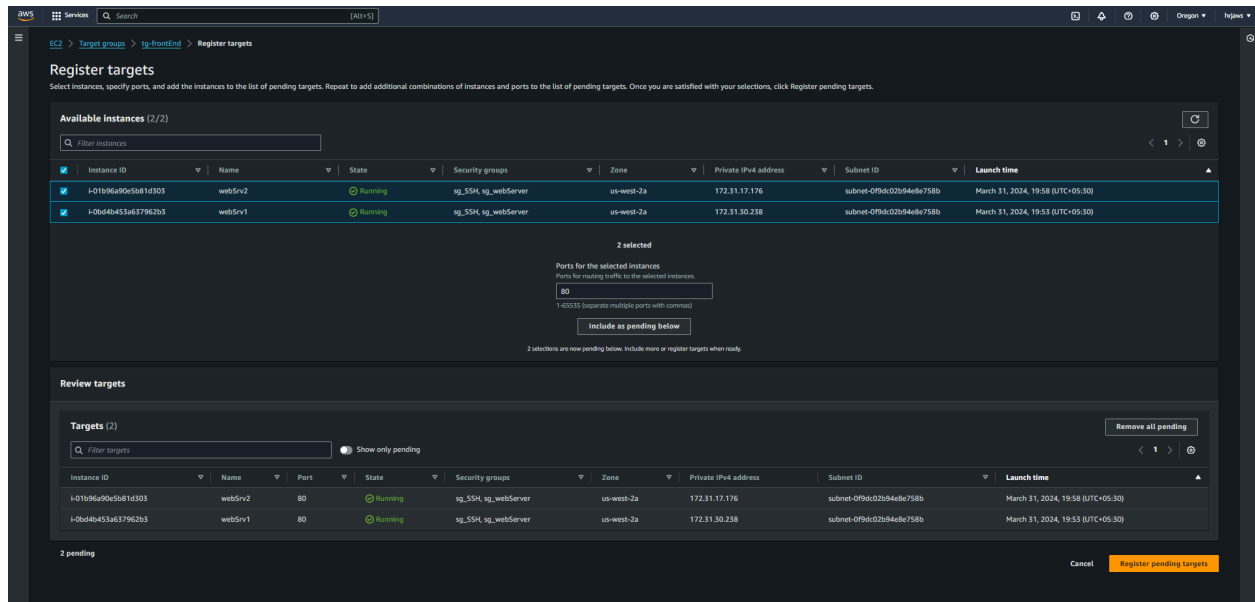 aws Services Search [Alt+S] Oregon ▼ hrjaws ▼
EC2 > Target groups > tg-frontEnd > Register targets
Register targets
Select instances, specify ports, and add the instances to the list of pending targets. Repeat to add additional combinations of instances and ports to the list of pending targets. Once you are satisfied with your selections, click Register pending targets.
Available instances (2/2)
Filter instances
< 1 >
Instance ID Name State Security groups Zone Private IPv4 address Subnet ID Launch time
i-01b96a90e5b81d303 webSrv2 Running sg_SSH, sg_webServer us-west-2a 172.31.17.176 subnet-0f9dc02b94e8e758b March 31, 2024, 19:58 (UTC+05:30)
i-0bd4b453a637962b3 webSrv1 Running sg_SSH, sg_webServer us-west-2a 172.31.30.238 subnet-0f9dc02b94e8e758b March 31, 2024, 19:53 (UTC+05:30)
2 selected
Ports for the selected instances
Ports for routing traffic to the selected instances.
80
1-65535 (separate multiple ports with commas)
Include as pending below
2 selections are now pending below. Include more or register targets when ready.
Review targets
Targets (2)
Remove all pending
Filter targets
Show only pending
< 1 >
Instance ID Name Port State Security groups Zone Private IPv4 address Subnet ID Launch time
i-01b96a90e5b81d303 webSrv2 80 Running sg_SSH, sg_webServer us-west-2a 172.31.17.176 subnet-0f9dc02b94e8e758b March 31, 2024, 19:58 (UTC+05:30)
i-0bd4b453a637962b3 webSrv1 80 Running sg_SSH, sg_webServer us-west-2a 172.31.30.238 subnet-0f9dc02b94e8e758b March 31, 2024, 19:53 (UTC+05:30)
2 pending
Cancel Register pending targets